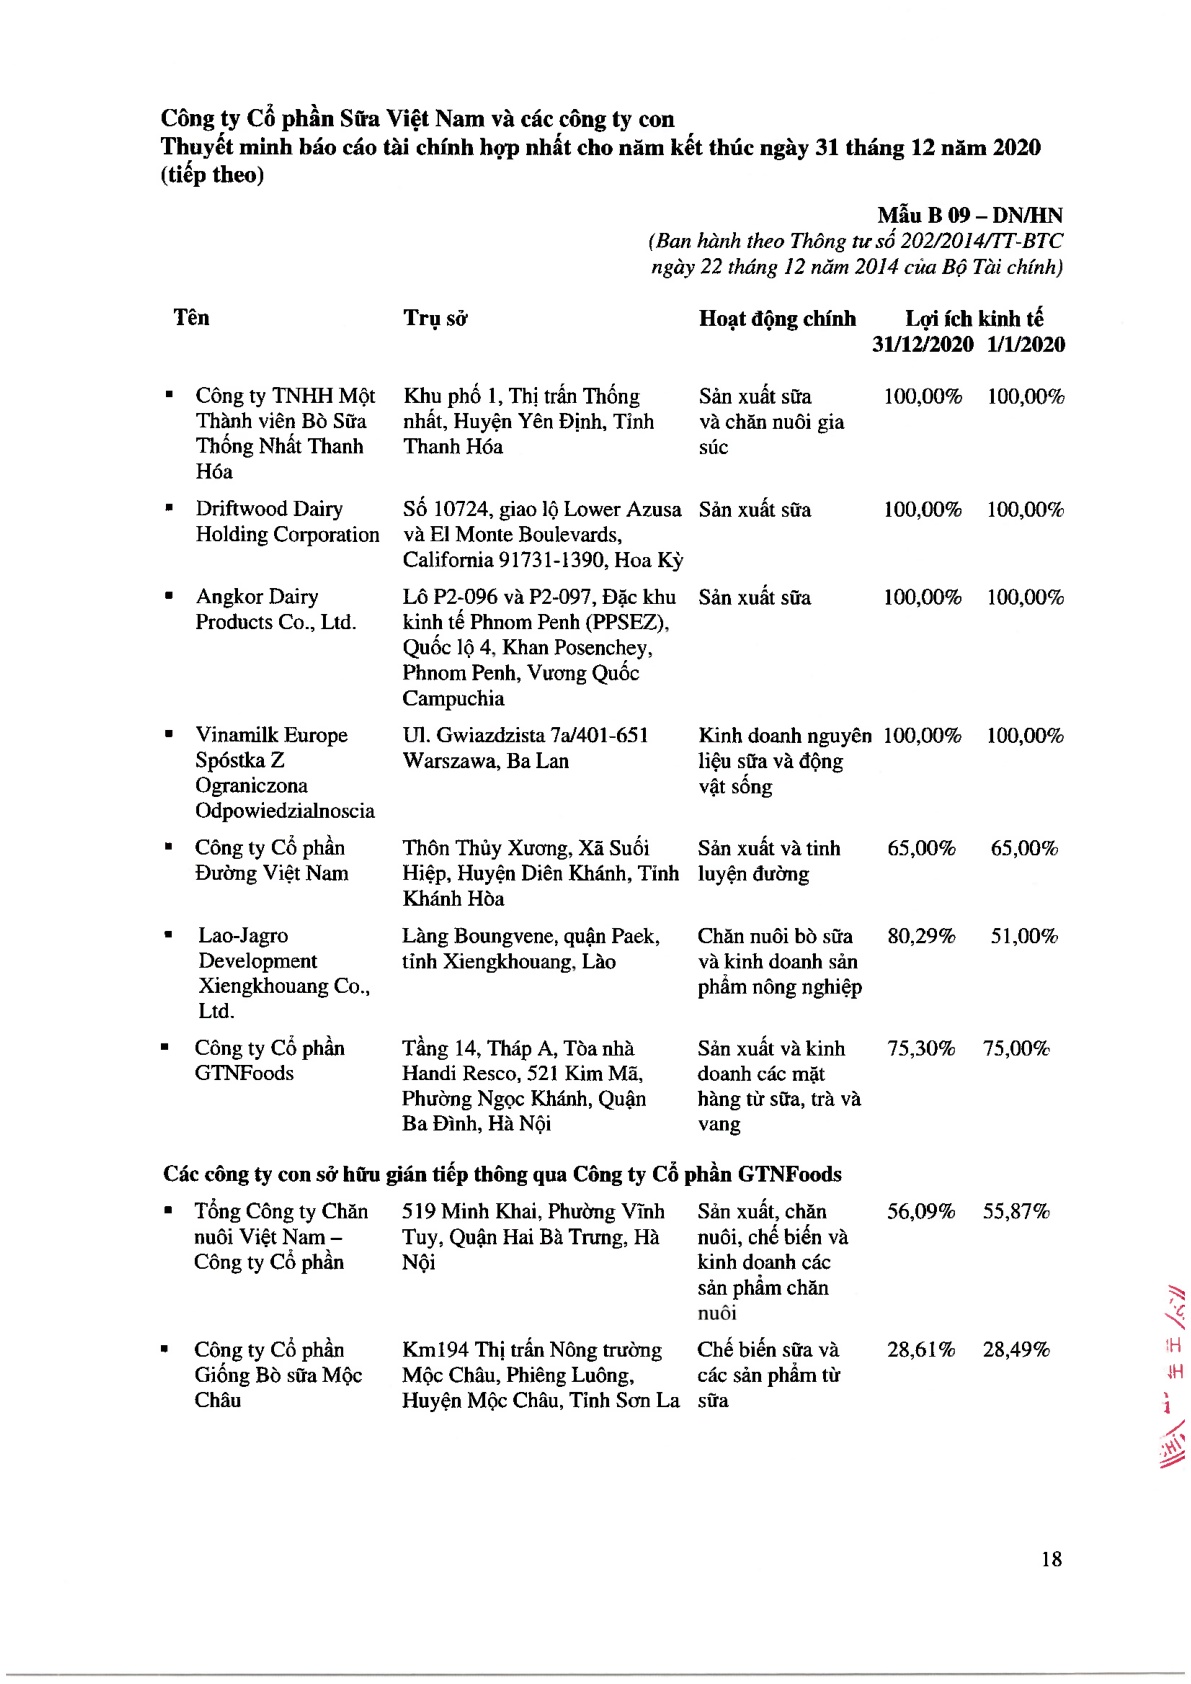 Công ty Cổ phần Sữa Việt Nam và các công ty con
Thuyết minh báo cáo tài chính hợp nhất cho năm kết thúc ngày 31 tháng 12 năm 2020
(tiếp theo)
Mẫu B 09 – DN/HN
(Ban hành theo Thông tư số 202/2014/TT-BTC
ngày 22 tháng 12 năm 2014 của Bộ Tài chính)
Tên Trụ sở Hoạt động chính Lợi ích kinh tế
31/12/2020 1/1/2020
▪ Công ty TNHH Một Khu phố 1, Thị trấn Thống Sản xuất sữa 100,00% 100,00%
Thành viên Bò Sữa nhất, Huyện Yên Định, Tỉnh và chăn nuôi gia
Thống Nhất Thanh Thanh Hóa súc
Hóa
▪ Driftwood Dairy Số 10724, giao lộ Lower Azusa Sản xuất sữa 100,00% 100,00%
Holding Corporation và El Monte Boulevards,
California 91731-1390, Hoa Kỳ
▪ Angkor Dairy Lô P2-096 và P2-097, Đặc khu Sản xuất sữa 100,00% 100,00%
Products Co., Ltd. kinh tế Phnom Penh (PPSEZ),
Quốc lộ 4, Khan Posenchey,
Phnom Penh, Vương Quốc
Campuchia
▪ Vinamilk Europe Ul. Gwiazdzista 7a/401-651 Kinh doanh nguyên 100,00% 100,00%
Spóstka Z Warszawa, Ba Lan liệu sữa và động
Ograniczona vật sống
Odpowiedzialnoscia
▪ Công ty Cổ phần Thôn Thủy Xương, Xã Suối Sản xuất và tinh 65,00% 65,00%
Đường Việt Nam Hiệp, Huyện Diên Khánh, Tỉnh luyện đường
Khánh Hòa
▪ Lao-Jagro Làng Boungvene, quận Paek, Chăn nuôi bò sữa 80,29% 51,00%
Development tỉnh Xiengkhouang, Lào và kinh doanh sản
Xiengkhouang Co., phẩm nông nghiệp
Ltd.
▪ Công ty Cổ phần Tầng 14, Tháp A, Tòa nhà Sản xuất và kinh 75,30% 75,00%
GTNFoods Handi Resco, 521 Kim Mã, doanh các mặt
Phường Ngọc Khánh, Quận hàng từ sữa, trà và
Ba Đình, Hà Nội vang
Các công ty con sở hữu gián tiếp thông qua Công ty Cổ phần GTNFoods
▪ Tổng Công ty Chăn 519 Minh Khai, Phường Vĩnh Sản xuất, chăn 56,09% 55,87%
nuôi Việt Nam – Tuy, Quận Hai Bà Trưng, Hà nuôi, chế biến và
Công ty Cổ phần Nội kinh doanh các
sản phẩm chăn
nuôi
▪ Công ty Cổ phần Km194 Thị trấn Nông trường Chế biến sữa và 28,61% 28,49%
Giống Bò sữa Mộc Mộc Châu, Phiêng Luông, các sản phẩm từ
Châu Huyện Mộc Châu, Tỉnh Sơn La sữa
18